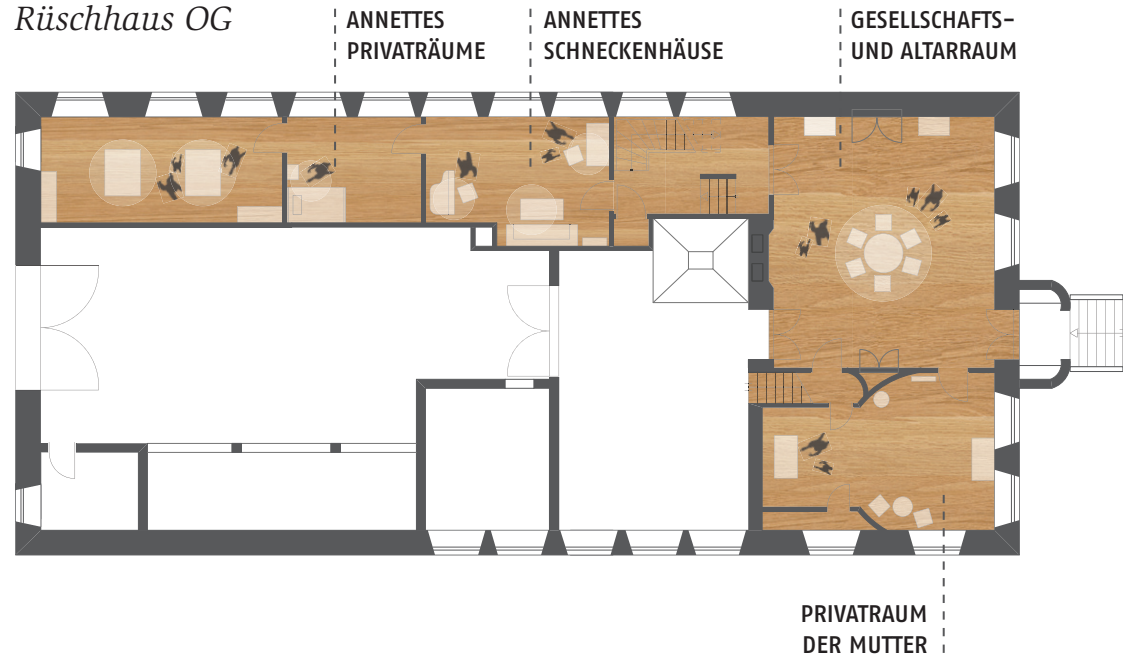 Rüschhaus OG
ANNETTES
PRIVATRÄUME
ANNETTES
SCHNECKENHÄUSE
GESELLSCHAFTS–
UND ALTARRAUM
PRIVATRAUM
DER MUTTER